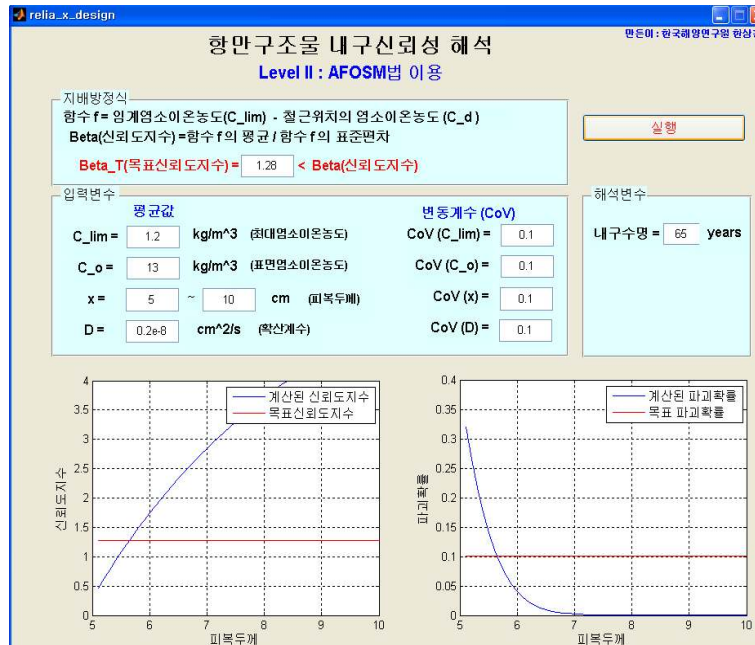 relia_x_design
항만구조물 내구신뢰성 해석
만든이 : 한국해양연구원 한상
Level II : AFOSM법 이용
지배방정식
함수 f = 임계염소이온농도(C_lim) - 철근위치의 염소이온농도 (C_d )
Beta(신뢰도지수) =함수 f 의 평균 / 함수 f 의 표준편차
Beta_T(목표신뢰도지수) = 1.28 < Beta(신뢰도지수)
실행
입력변수
평균값 변동계수 (CoV)
C_lim = 1.2 kg/m^3 (최대염소이온농도) CoV (C_lim) = 0.1
C_o = 13 kg/m^3 (표면염소이온농도) CoV (C_o) = 0.1
x = 5 ~ 10 cm (피복두께) CoV (x) = 0.1
D = 0.2e-8 cm^2/s (확산계수) CoV (D) = 0.1
해석변수
내구수명 = 65 years
계산된 신뢰도지수
목표신뢰도지수
신뢰도지수
4
3.5
3
2.5
2
1.5
1
0.5
0
5 6 7 8 9 10
피복두께
계산된 파괴확률
목표 파괴확률
파괴확률
0.4
0.35
0.3
0.25
0.2
0.15
0.1
0.05
0
5 6 7 8 9 10
피복두께